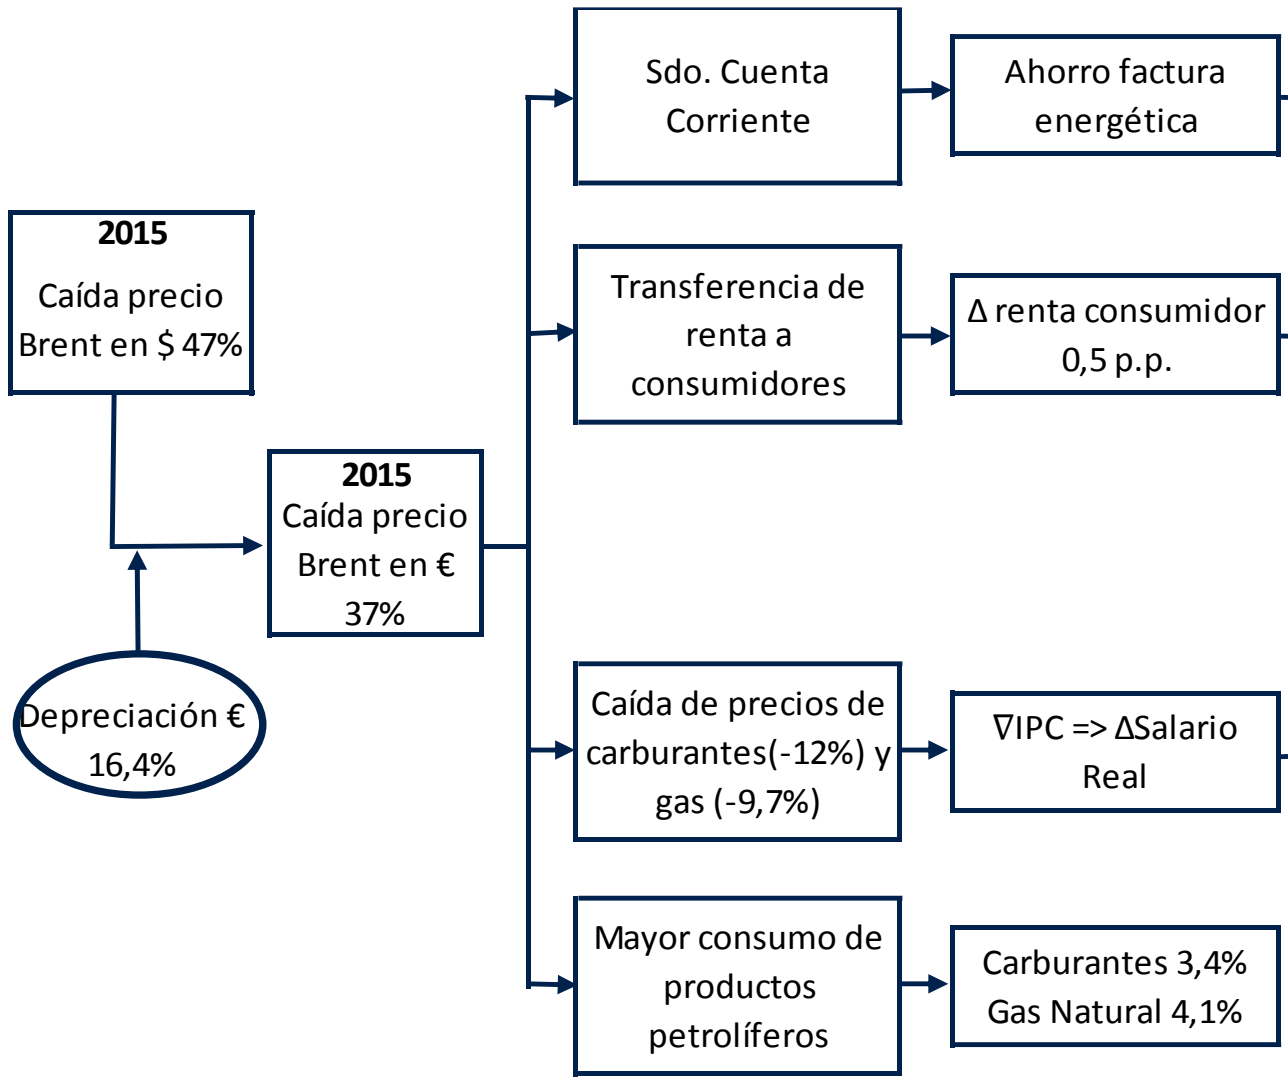 2015
Caída precio
Brent en $ 47%
Depreciación €
16,4%
2015
Caída precio
Brent en €
37%
Sdo. Cuenta
Corriente
Ahorro factura
energética
Transferencia de
renta a
consumidores
Δ renta consumidor
0,5 p.p.
Caída de precios de
carburantes(-12%) y
gas (-9,7%)
∇IPC => ΔSalario
Real
Mayor consumo de
productos
petrolíferos
Carburantes 3,4%
Gas Natural 4,1%